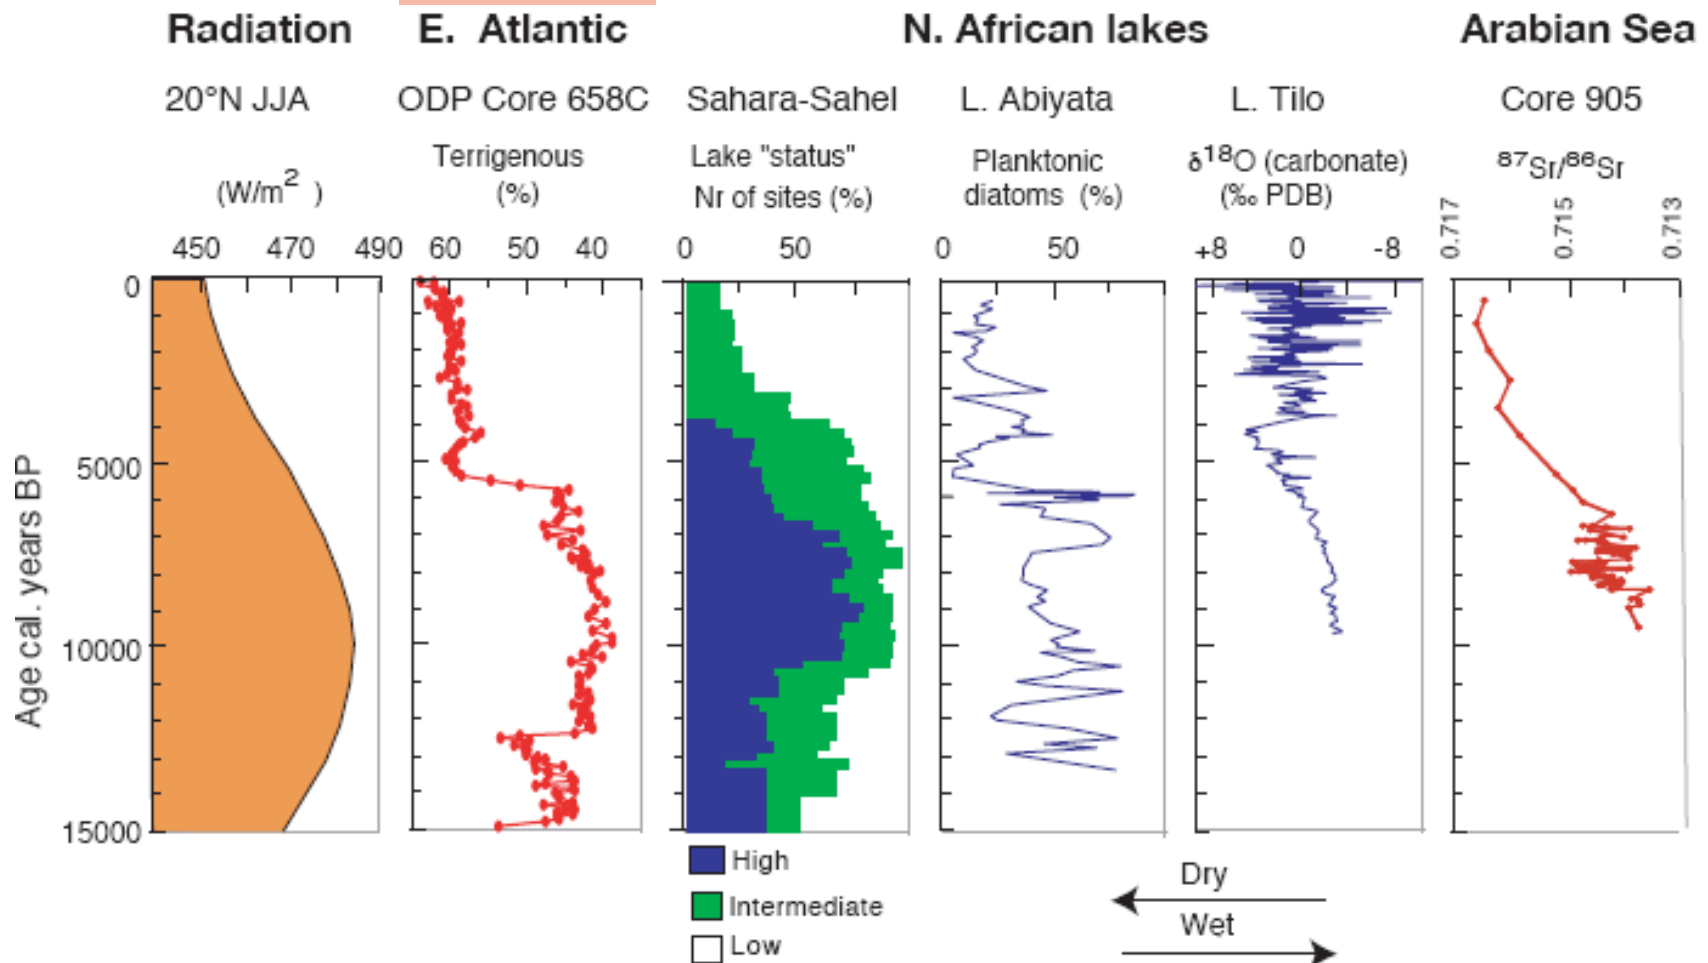 Radiation
E. Atlantic
N. African lakes
Arabian Sea
20°N JJA
ODP Core 658C
Sahara-Sahel
L. Abiyata
L. Tilo
Core 905
(W/m²)
Terrigenous
(%)
Lake "status"
Nr of sites (%)
Planktonic
diatoms (%)
δ¹⁸O (carbonate)
(‰ PDB)
⁸⁷Sr/⁸⁶Sr
450 470 490
60 50 40
0 50
0 50
+8 0 -8
0.717 0.715 0.713
Age cal. years BP
0
5000
10000
15000
High
Intermediate
Low
Dry
Wet